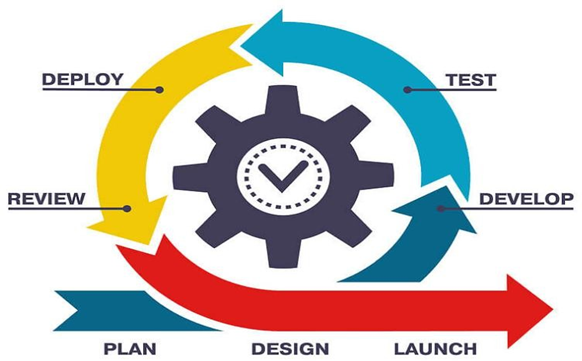 DEPLOY
TEST
REVIEW
DEVELOP
PLAN
DESIGN
LAUNCH